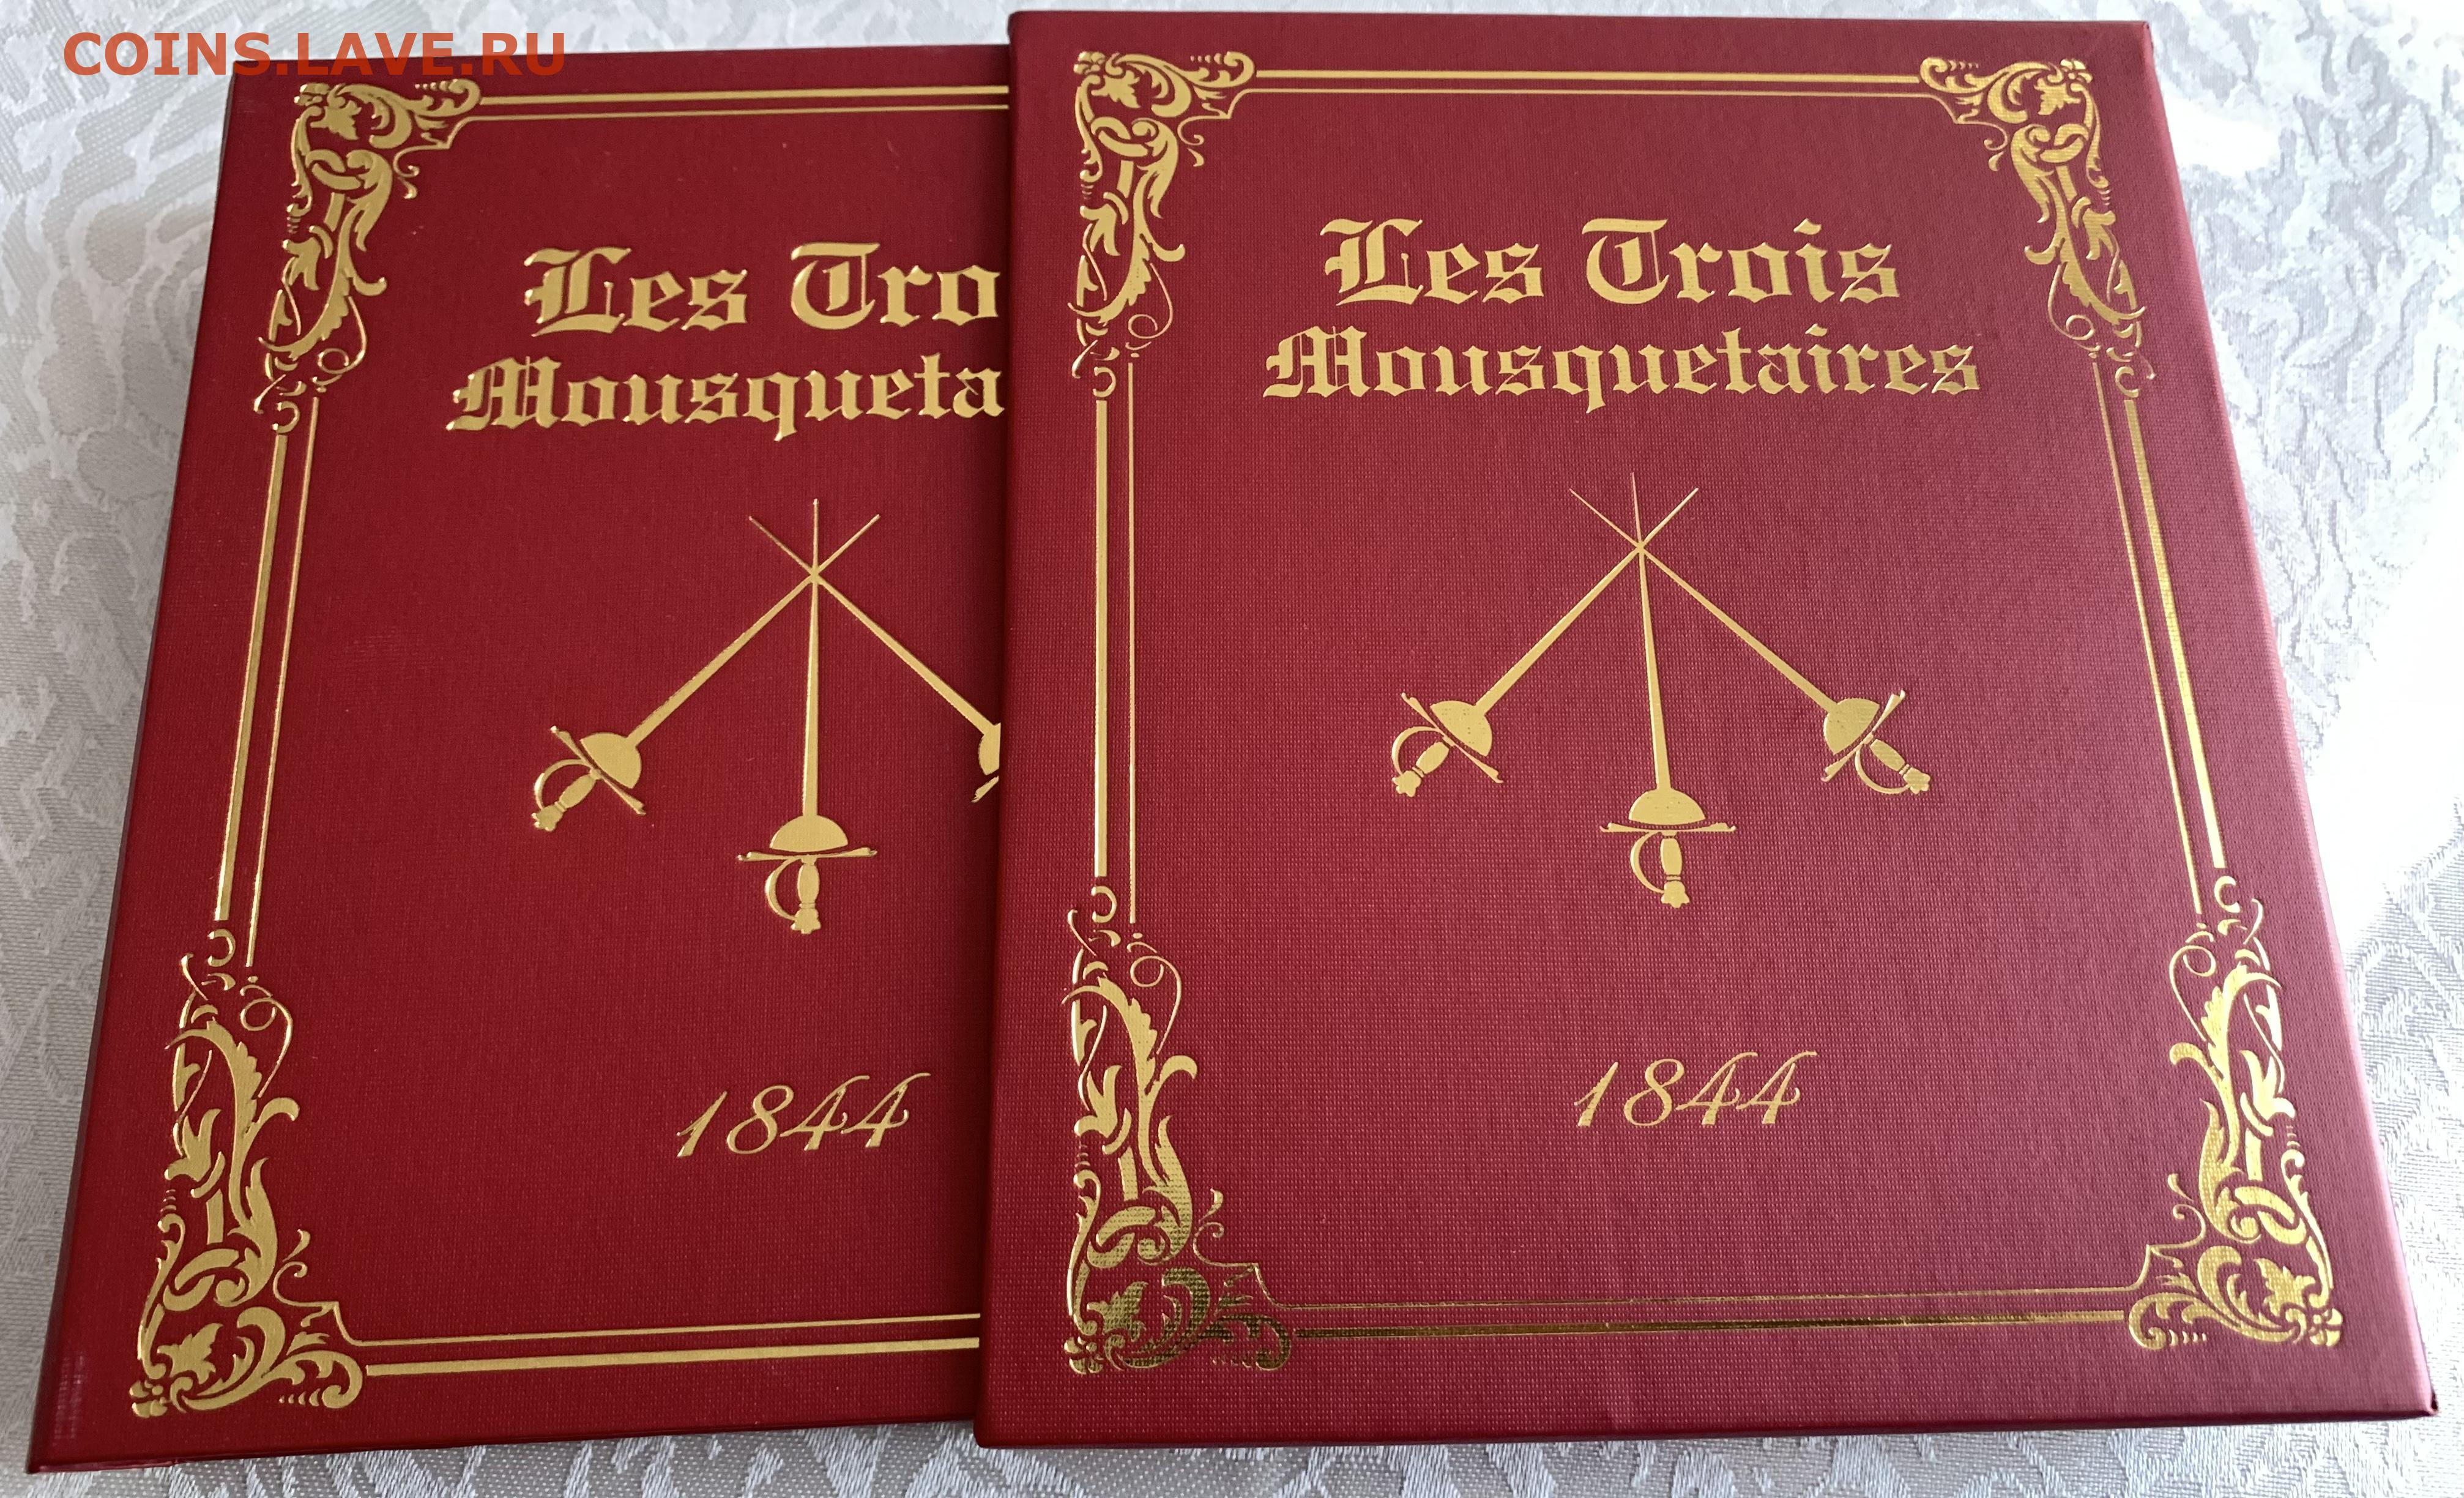 COINS.LAVE.RU
Les Tro
Mousqueta
1844
Les Trois
Mousquetaires
1844